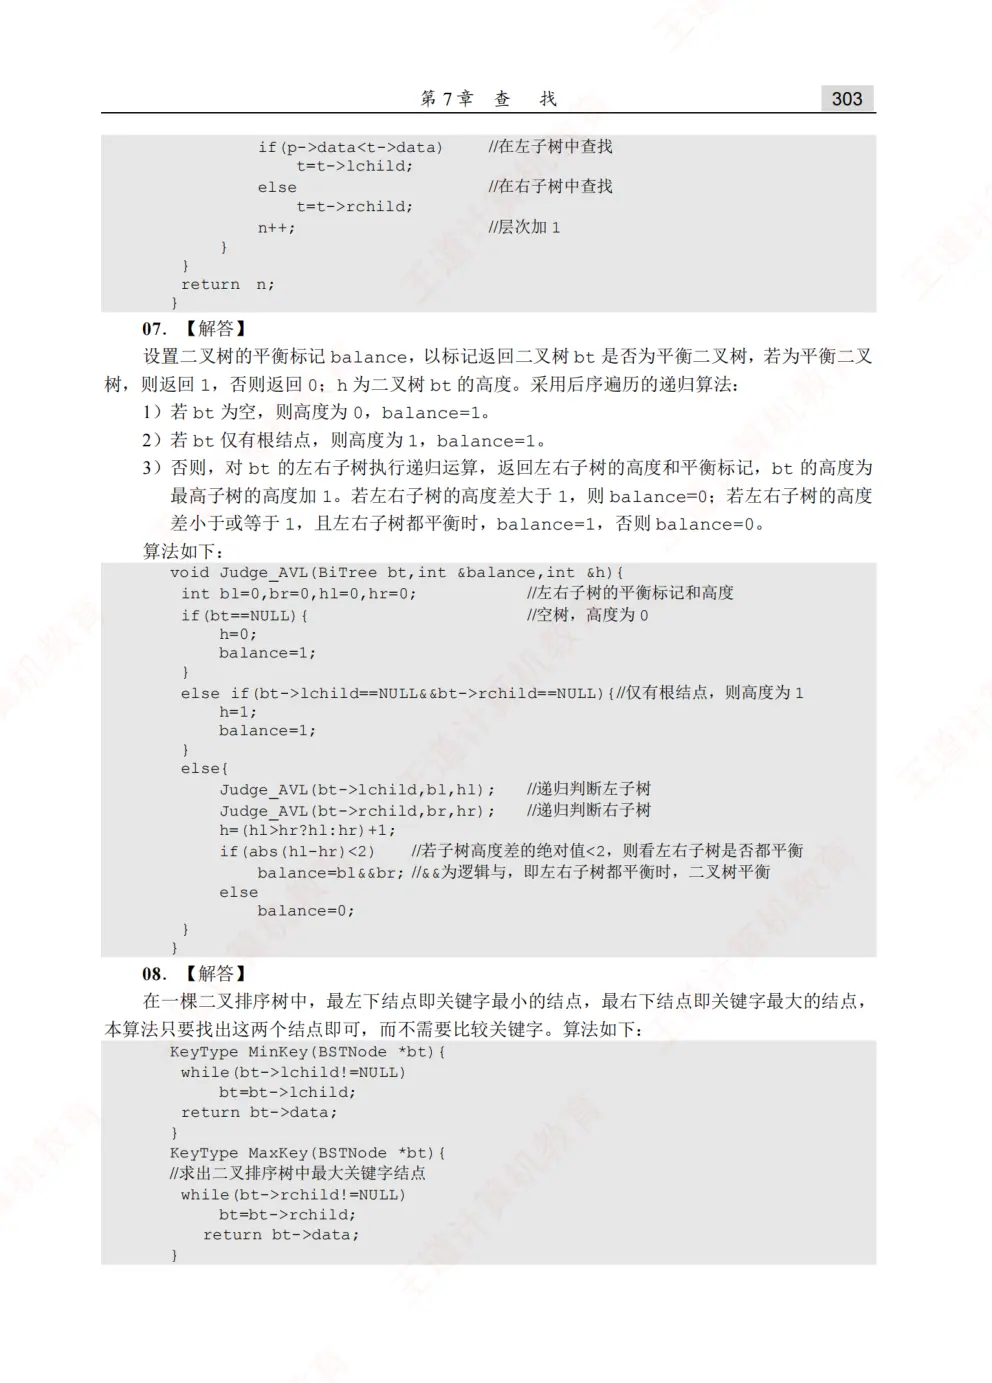 第 7 章 查 找 303
if(p->data<t->data) //在左子树中查找
t=t->lchild;
else //在右子树中查找
t=t->rchild;
n++; //层次加 1
}
}
return n;
}
07. 【解答】
设置二叉树的平衡标记 balance，以标记返回二叉树 bt 是否为平衡二叉树，若为平衡二叉
树，则返回 1，否则返回 0；h 为二叉树 bt 的高度。采用后序遍历的递归算法：
1）若 bt 为空，则高度为 0，balance=1。
2）若 bt 仅有根结点，则高度为 1，balance=1。
3）否则，对 bt 的左右子树执行递归运算，返回左右子树的高度和平衡标记，bt 的高度为
最高子树的高度加 1。若左右子树的高度差大于 1，则 balance=0；若左右子树的高度
差小于或等于 1，且左右子树都平衡时，balance=1，否则 balance=0。
算法如下：
void Judge_AVL(BiTree bt,int &balance,int &h){
int bl=0,br=0,hl=0,hr=0; //左右子树的平衡标记和高度
if(bt==NULL){ //空树，高度为 0
h=0;
balance=1;
}
else if(bt->lchild==NULL&&bt->rchild==NULL){//仅有根结点，则高度为 1
h=1;
balance=1;
}
else{
Judge_AVL(bt->lchild,bl,hl); //递归判断左子树
Judge_AVL(bt->rchild,br,hr); //递归判断右子树
h=(hl>hr?hl:hr)+1;
if(abs(hl-hr)<2) //若子树高度差的绝对值<2，则看左右子树是否都平衡
balance=bl&&br; //&&为逻辑与，即左右子树都平衡时，二叉树平衡
else
balance=0;
}
}
08. 【解答】
在一棵二叉排序树中，最左下结点即关键字最小的结点，最右下结点即关键字最大的结点，
本算法只要找出这两个结点即可，而不需要比较关键字。算法如下：
KeyType MinKey(BSTNode *bt){
while(bt->lchild!=NULL)
bt=bt->lchild;
return bt->data;
}
KeyType MaxKey(BSTNode *bt){
//求出二叉排序树中最大关键字结点
while(bt->rchild!=NULL)
bt=bt->rchild;
return bt->data;
}